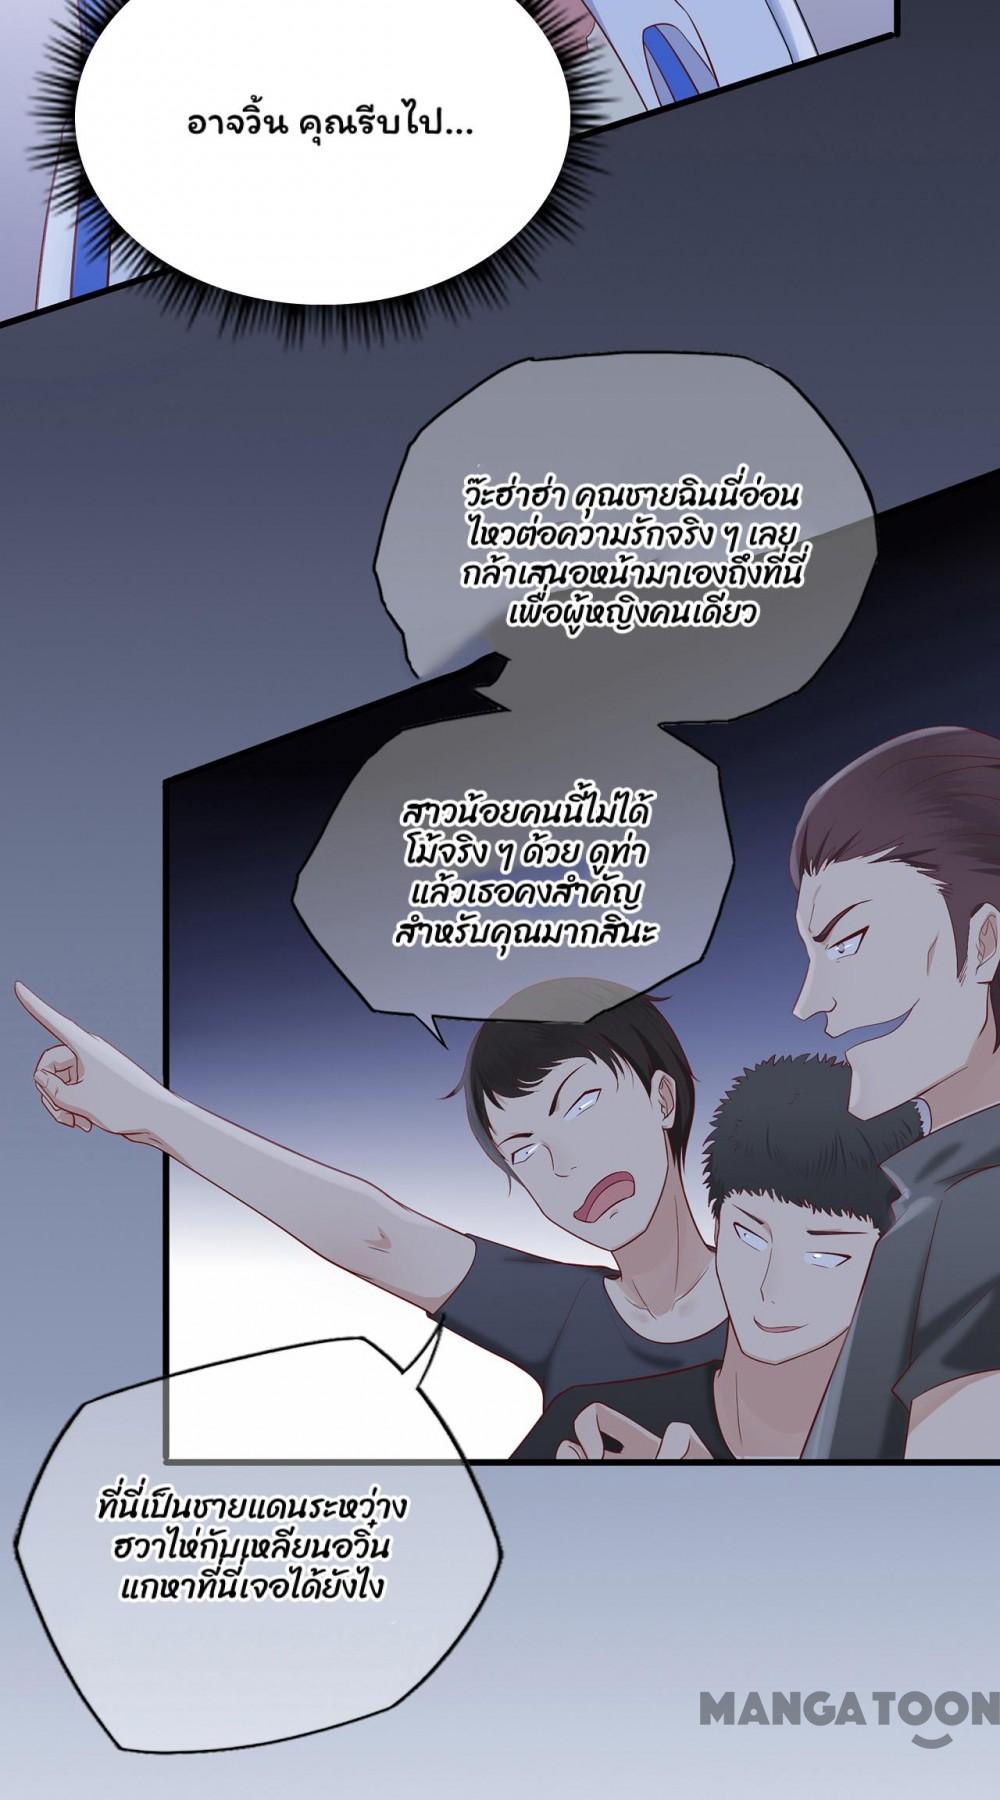 อาจวิ้น คุณรีบไป...
วุ๊ะฮ่าฮ่า คุณชายฉินนี่อ่อน
ไหวต่อความรักจริง ๆ เลย
กล้าเสนอหน้ามาเองถึงที่นี่
เพื่อผู้หญิงคนเดียว
สาวน้อยคนนี้ไม่ได้
โม้จริง ๆ ด้วย ดูท่า
แล้วเธอคงสำคัญ
สำหรับคุณมากสินะ
ที่นี่เป็นชายแดนระหว่าง
ฮวาไห่กับเหลียนอวิ๋น
แกหาที่นี่เจอได้ยังไง
MANGATOON